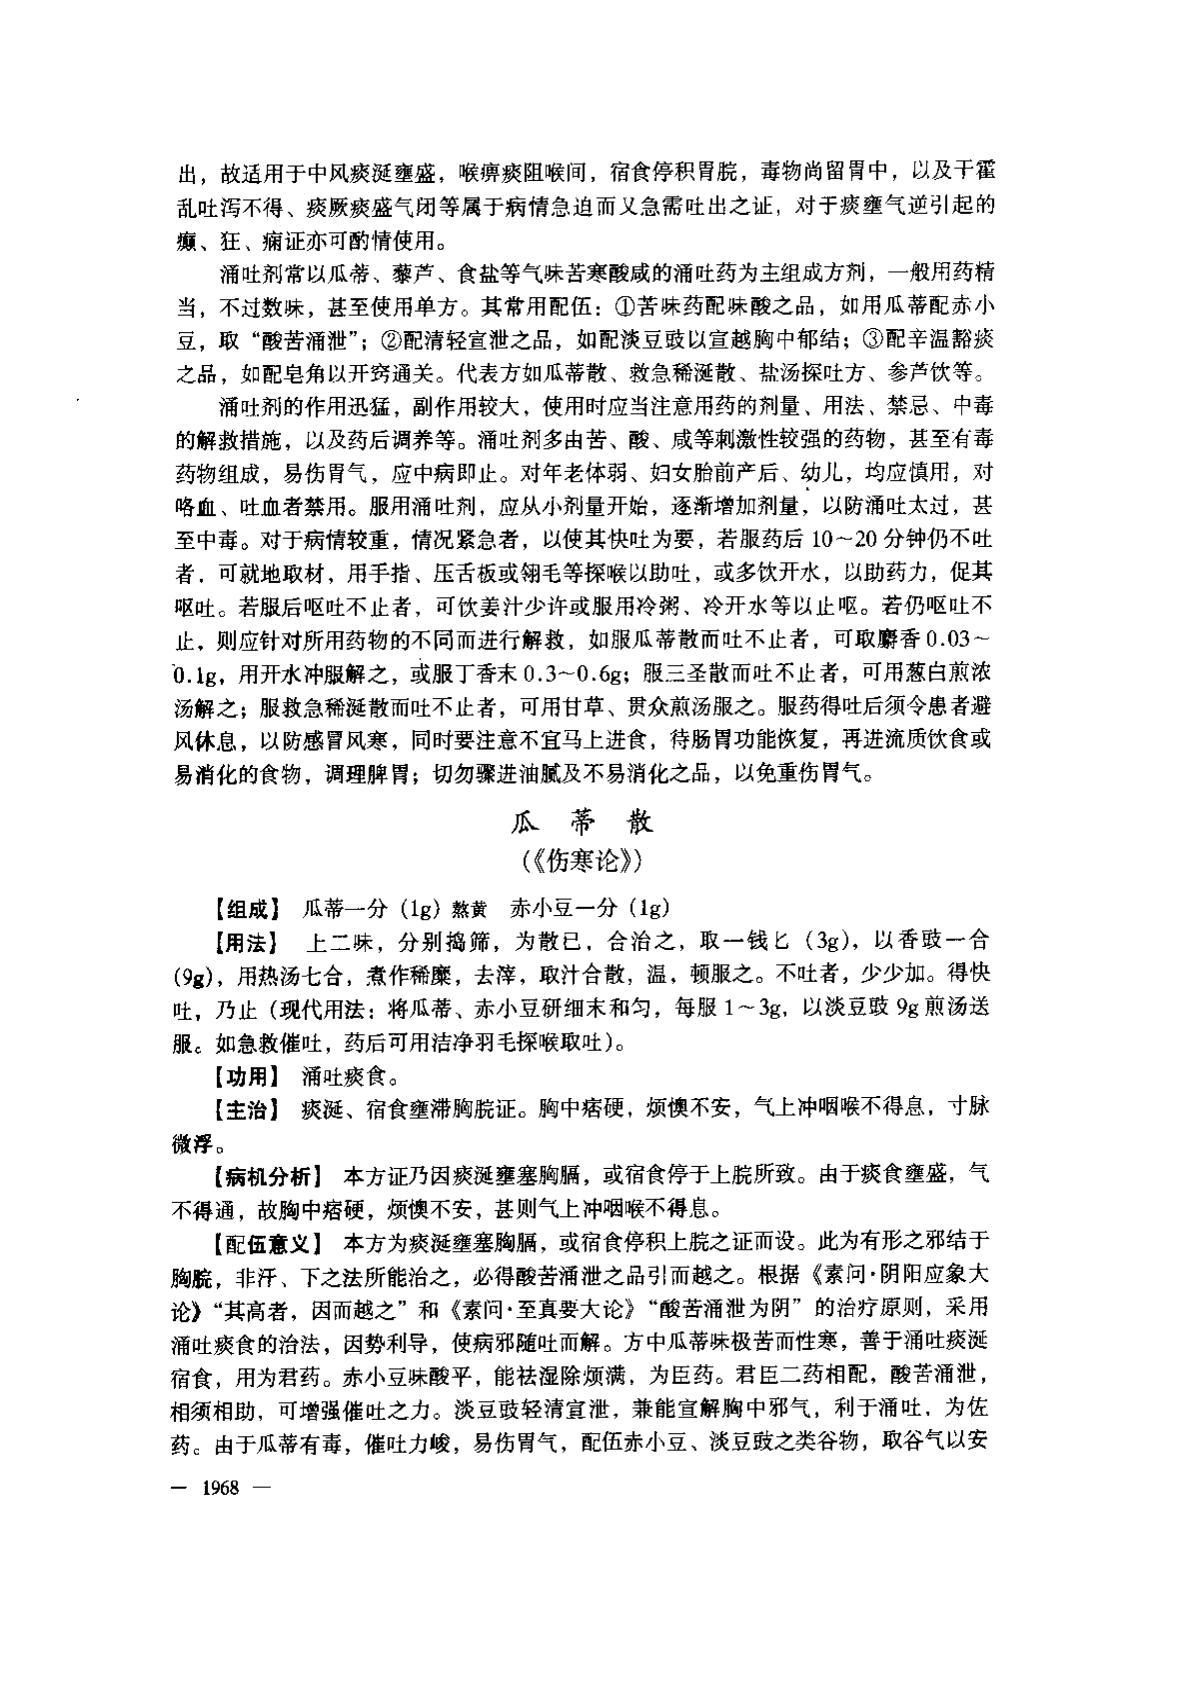 出，故适用于中风痰涎壅盛，喉痹痰阻喉间，宿食停积胃脘，毒物尚留胃中，以及干霍
乱吐泻不得、痰厥痰盛气闭等属于病情急迫而又急需吐出之证，对于痰壅气逆引起的
癫、狂、痫证亦可酌情使用。
涌吐剂常以瓜蒂、藜芦、食盐等气味苦寒酸咸的涌吐药为主组成方剂，一般用药精
当，不过数味，甚至使用单方。其常用配伍：①苦味药配味酸之品，如用瓜蒂配赤小
豆，取“酸苦涌泄”；②配清轻宣泄之品，如配淡豆豉以宣越胸中郁结；③配辛温豁痰
之品，如配皂角以开窍通关。代表方如瓜蒂散、救急稀涎散、盐汤探吐方、参芦饮等。
涌吐剂的作用迅猛，副作用较大，使用时应当注意用药的剂量、用法、禁忌、中毒
的解救措施，以及药后调养等。涌吐剂多由苦、酸、咸等刺激性较强的药物，甚至有毒
药物组成，易伤胃气，应中病即止。对年老体弱、妇女胎前产后、幼儿，均应慎用，对
咯血、吐血者禁用。服用涌吐剂，应从小剂量开始，逐渐增加剂量，以防涌吐太过，甚
至中毒。对于病情较重，情况紧急者，以使其快吐为要，若服药后 10～20 分钟仍不吐
者，可就地取材，用手指、压舌板或翎毛等探喉以助吐，或多饮开水，以助药力，促其
呕吐。若服后呕吐不止者，可饮姜汁少许或服用冷粥、冷开水等以止呕。若仍呕吐不
止，则应针对所用药物的不同而进行解救，如服瓜蒂散而吐不止者，可取麝香 0.03～
0.1g，用开水冲服解之，或服丁香末 0.3～0.6g；服三圣散而吐不止者，可用葱白煎浓
汤解之；服救急稀涎散而吐不止者，可用甘草、贯众煎汤服之。服药得吐后须令患者避
风休息，以防感冒风寒，同时要注意不宜马上进食，待肠胃功能恢复，再进流质饮食或
易消化的食物，调理脾胃；切勿骤进油腻及不易消化之品，以免重伤胃气。
瓜 蒂 散
（《伤寒论》）
【组成】 瓜蒂一分（1g）熬黄 赤小豆一分（1g）
【用法】 上二味，分别捣筛，为散已，合治之，取一钱匕（3g），以香豉一合
（9g），用热汤七合，煮作稀糜，去滓，取汁合散，温，顿服之。不吐者，少少加。得快
吐，乃止（现代用法：将瓜蒂、赤小豆研细末和匀，每服 1～3g，以淡豆豉 9g 煎汤送
服。如急救催吐，药后可用洁净羽毛探喉取吐）。
【功用】 涌吐痰食。
【主治】 痰涎、宿食壅滞胸脘证。胸中痞硬，烦懊不安，气上冲咽喉不得息，寸脉
微浮。
【病机分析】 本方证乃因痰涎壅塞胸膈，或宿食停于上脘所致。由于痰食壅盛，气
不得通，故胸中痞硬，烦懊不安，甚则气上冲咽喉不得息。
【配伍意义】 本方为痰涎壅塞胸膈，或宿食停积上脘之证而设。此为有形之邪结于
胸脘，非汗、下之法所能治之，必得酸苦涌泄之品引而越之。根据《素问·阴阳应象大
论》“其高者，因而越之”和《素问·至真要大论》“酸苦涌泄为阴”的治疗原则，采用
涌吐痰食的治法，因势利导，使病邪随吐而解。方中瓜蒂味极苦而性寒，善于涌吐痰涎
宿食，用为君药。赤小豆味酸平，能祛湿除烦满，为臣药。君臣二药相配，酸苦涌泄，
相须相助，可增强催吐之力。淡豆豉轻清宣泄，兼能宣解胸中邪气，利于涌吐，为佐
药。由于瓜蒂有毒，催吐力峻，易伤胃气，配伍赤小豆、淡豆豉之类谷物，取谷气以安
— 1968 —